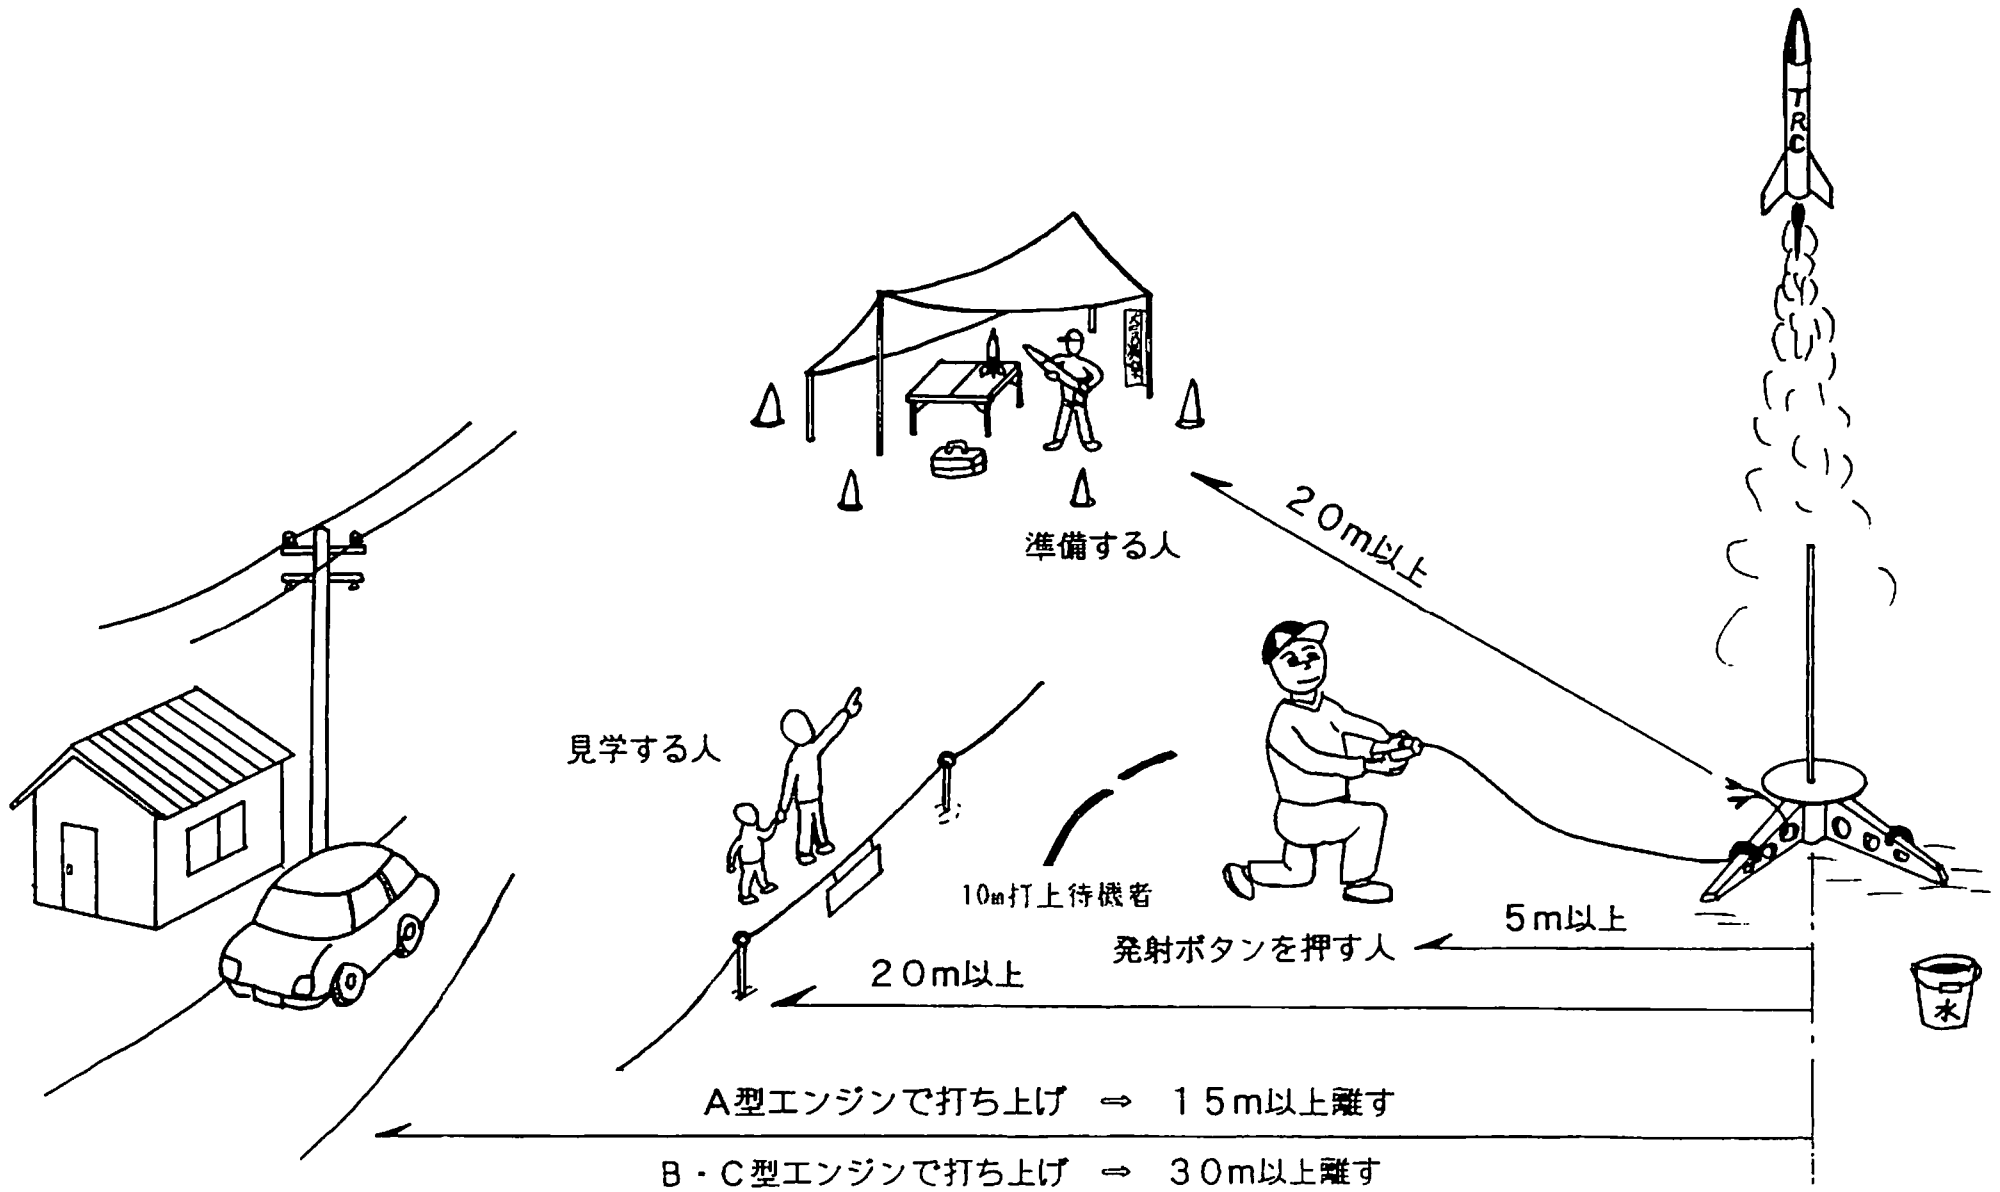 TRC
20m以上
準備する人
見学する人
10m打上待機者
5m以上
発射ボタンを押す人
20m以上
水
A型エンジンで打ち上げ ⇨ 15m以上離す
B・C型エンジンで打ち上げ ⇨ 30m以上離す